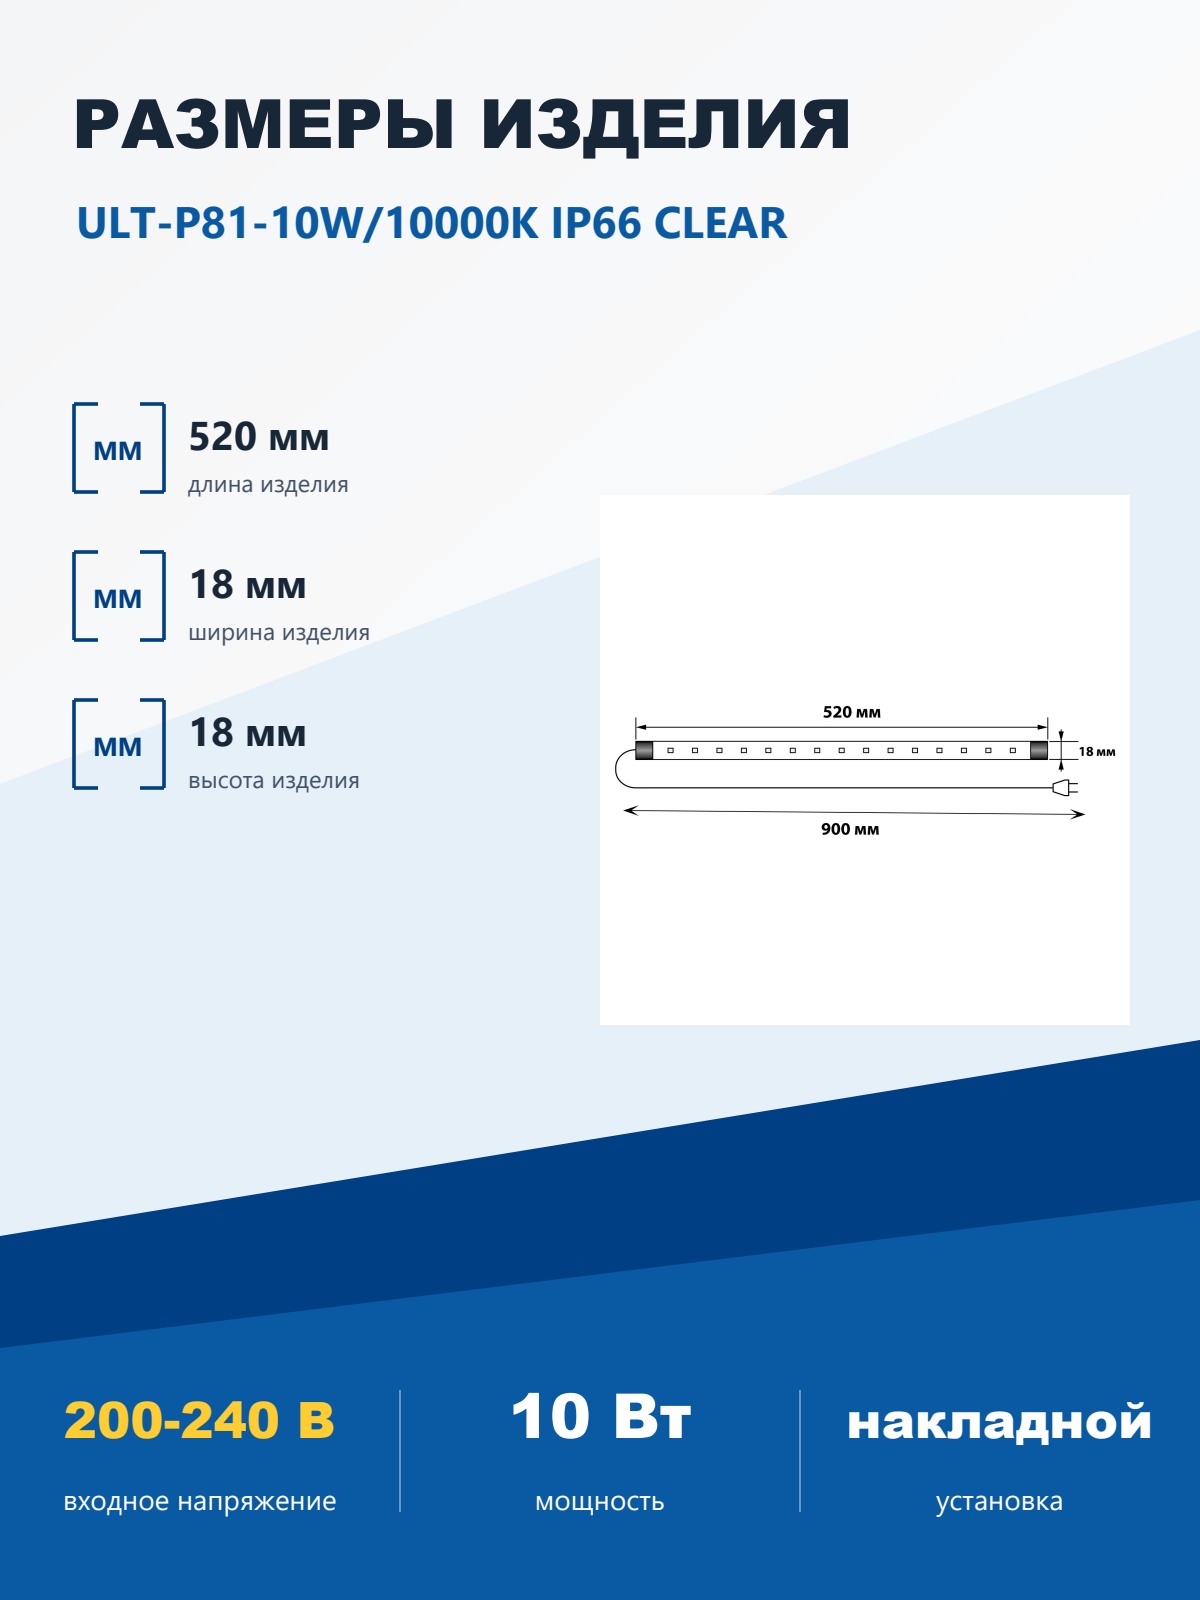 РАЗМЕРЫ ИЗДЕЛИЯ
ULT-P81-10W/10000K IP66 CLEAR
мм
520 мм
длина изделия
мм
18 мм
ширина изделия
мм
18 мм
высота изделия
520 мм
18 мм
900 мм
200-240 В
входное напряжение
10 Вт
мощность
накладной
установка